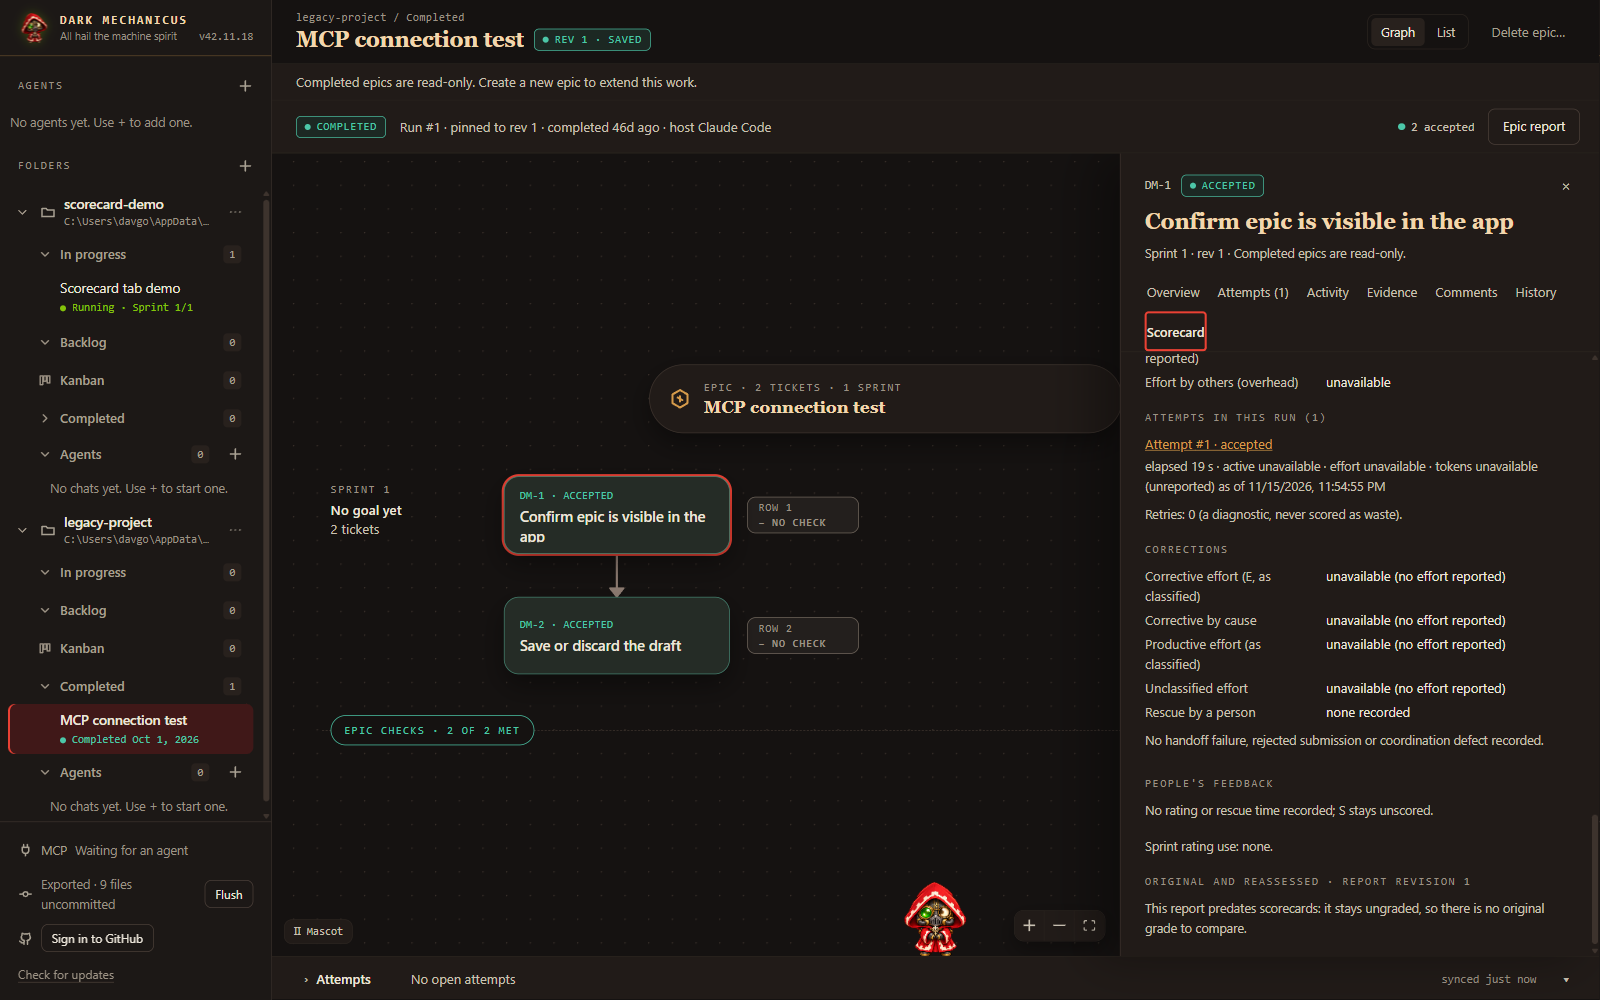 DARK MECHANICUS
All hail the machine spirit v42.11.18
AGENTS
No agents yet. Use + to add one.
FOLDERS
scorecard-demo
C:\Users\davgo\AppData\…
In progress 1
Scorecard tab demo
Running · Sprint 1/1
Backlog 0
Kanban 0
Completed 0
Agents 0
No chats yet. Use + to start one.
legacy-project
C:\Users\davgo\AppData\…
In progress 0
Backlog 0
Kanban 0
Completed 1
MCP connection test
Completed Oct 1, 2026
Agents 0
No chats yet. Use + to start one.
MCP Waiting for an agent
Exported · 9 files
uncommitted
Flush
Sign in to GitHub
Check for updates
legacy-project / Completed
MCP connection test
REV 1 · SAVED
Graph List Delete epic...
Completed epics are read-only. Create a new epic to extend this work.
COMPLETED Run #1 · pinned to rev 1 · completed 46d ago · host Claude Code
2 accepted Epic report
EPIC · 2 TICKETS · 1 SPRINT
MCP connection test
SPRINT 1
No goal yet
2 tickets
DM-1 · ACCEPTED
Confirm epic is visible in the
app
ROW 1
– NO CHECK
DM-2 · ACCEPTED
Save or discard the draft
ROW 2
– NO CHECK
EPIC CHECKS · 2 OF 2 MET
Mascot
DM-1 ACCEPTED
Confirm epic is visible in the app
Sprint 1 · rev 1 · Completed epics are read-only.
Overview Attempts (1) Activity Evidence Comments History
Scorecard
reported)
Effort by others (overhead) unavailable
ATTEMPTS IN THIS RUN (1)
Attempt #1 · accepted
elapsed 19 s · active unavailable · effort unavailable · tokens unavailable
(unreported) as of 11/15/2026, 11:54:55 PM
Retries: 0 (a diagnostic, never scored as waste).
CORRECTIONS
Corrective effort (E, as
classified)
unavailable (no effort reported)
Corrective by cause unavailable (no effort reported)
Productive effort (as
classified)
unavailable (no effort reported)
Unclassified effort unavailable (no effort reported)
Rescue by a person none recorded
No handoff failure, rejected submission or coordination defect recorded.
PEOPLE'S FEEDBACK
No rating or rescue time recorded; S stays unscored.
Sprint rating use: none.
ORIGINAL AND REASSESSED · REPORT REVISION 1
This report predates scorecards: it stays ungraded, so there is no original
grade to compare.
Attempts No open attempts
synced just now